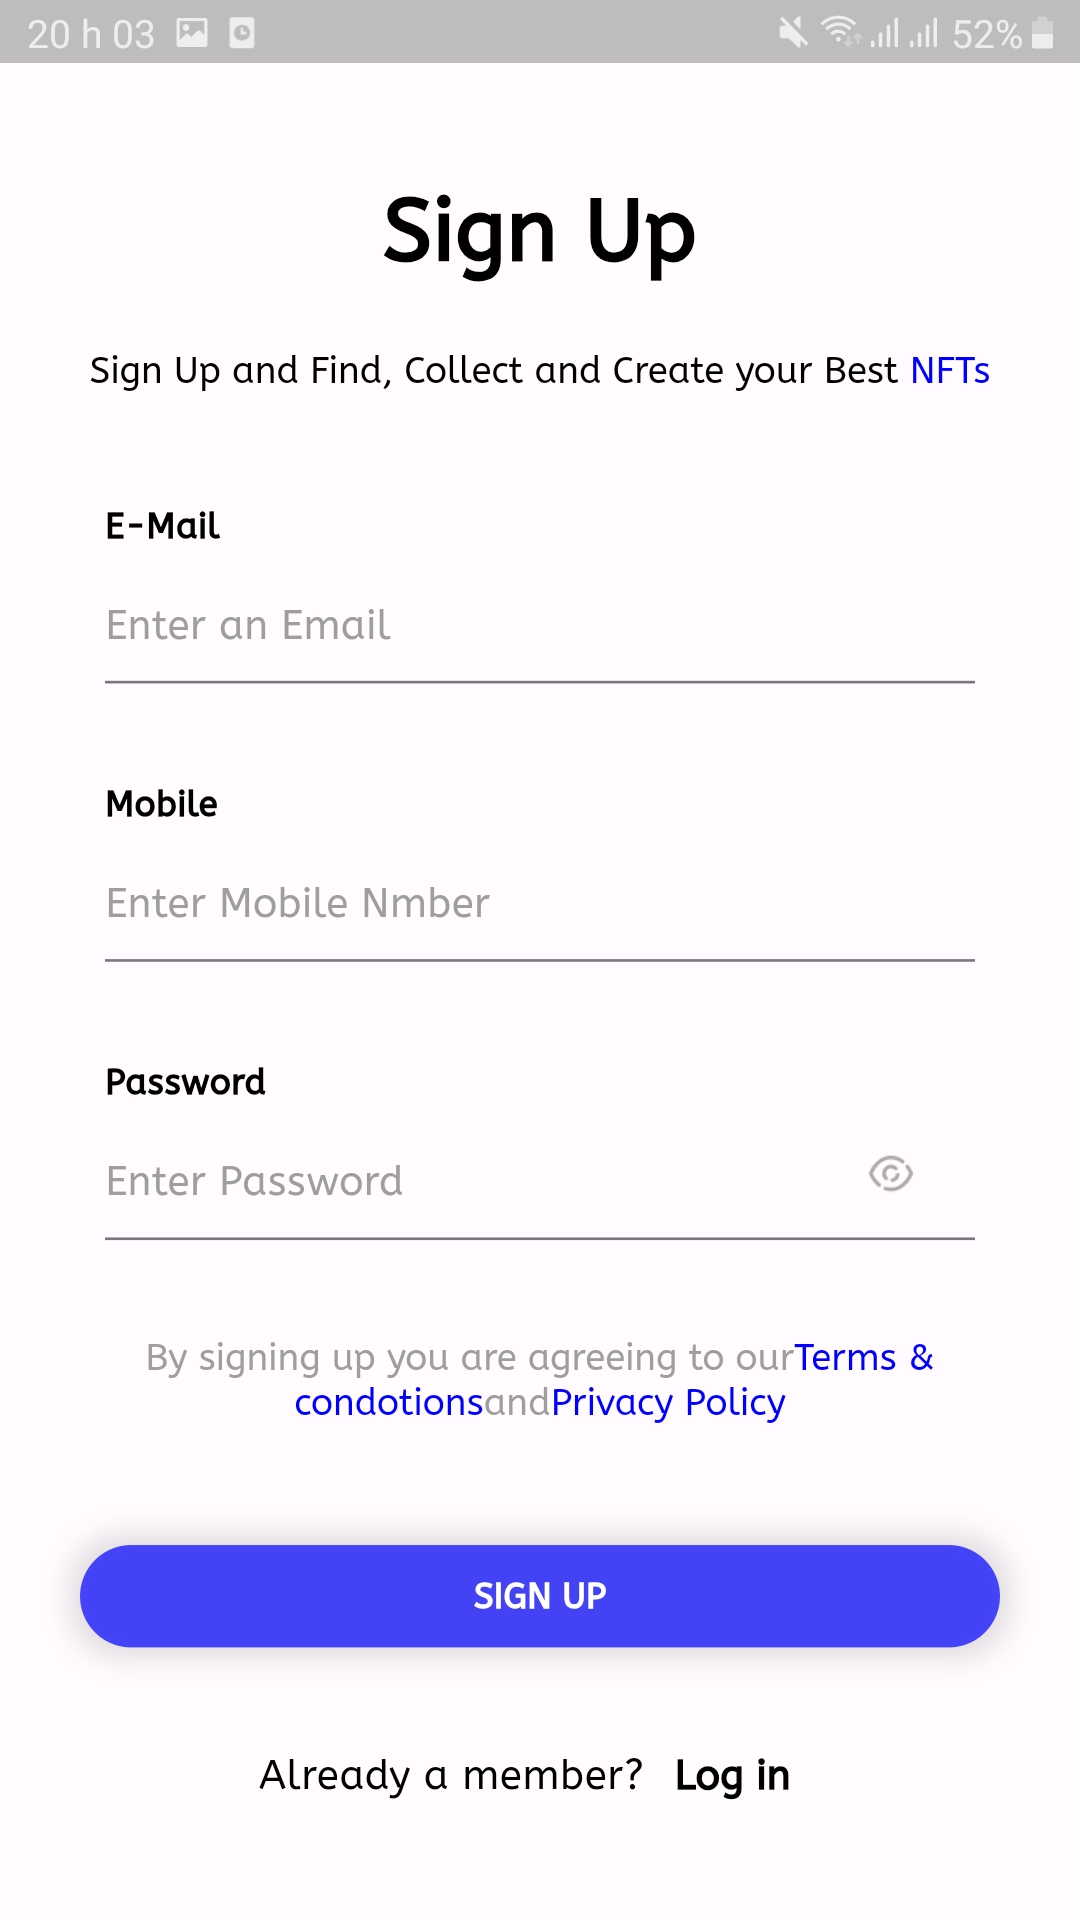 20 h 03 52%
Sign Up
Sign Up and Find, Collect and Create your Best NFTs
E-Mail
Enter an Email
Mobile
Enter Mobile Nmber
Password
Enter Password
By signing up you are agreeing to ourTerms &
condotionsandPrivacy Policy
SIGN UP
Already a member? Log in